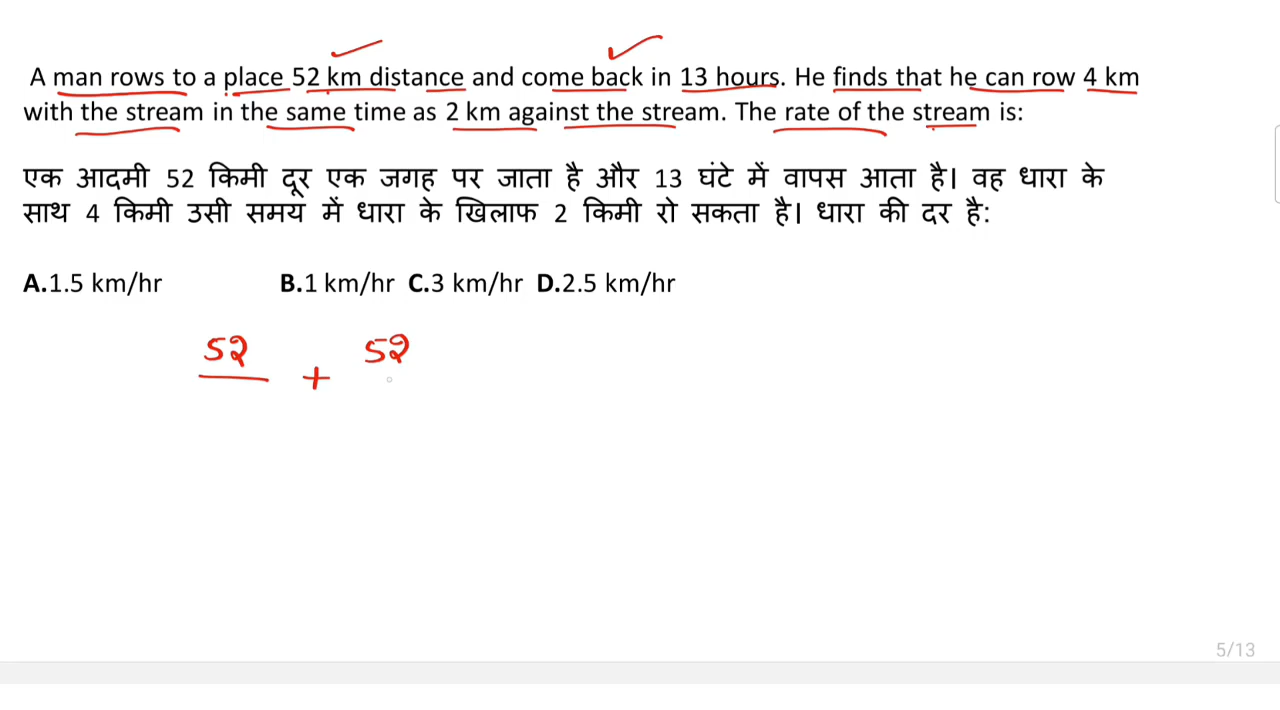 A man rows to a place 52 km distance and come back in 13 hours. He finds that he can row 4 km
with the stream in the same time as 2 km against the stream. The rate of the stream is:
एक आदमी 52 किमी दूर एक जगह पर जाता है और 13 घंटे में वापस आता है। वह धारा के
साथ 4 किमी उसी समय में धारा के खिलाफ 2 किमी रो सकता है। धारा की दर है:
A.1.5 km/hr B.1 km/hr C.3 km/hr D.2.5 km/hr
52 + 52
5/13